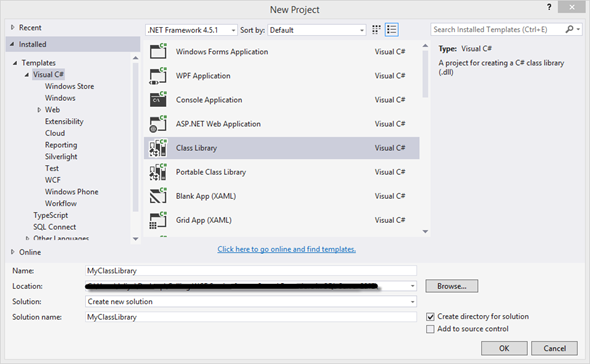 New Project
? ×
Recent
.NET Framework 4.5.1 Sort by: Default
Search Installed Templates (Ctrl+E)
Installed
Templates
Visual C#
Windows Store
Windows
Web
Extensibility
Cloud
Reporting
Silverlight
Test
WCF
Windows Phone
Workflow
TypeScript
SQL Connect
Other Languages
Online
Windows Forms Application Visual C#
WPF Application Visual C#
Console Application Visual C#
ASP.NET Web Application Visual C#
Class Library Visual C#
Portable Class Library Visual C#
Blank App (XAML) Visual C#
Grid App (XAML) Visual C#
Type: Visual C#
A project for creating a C# class library
(.dll)
Click here to go online and find templates.
Name: MyClassLibrary
Location: Browse...
Solution: Create new solution
Solution name: MyClassLibrary
Create directory for solution
Add to source control
OK Cancel